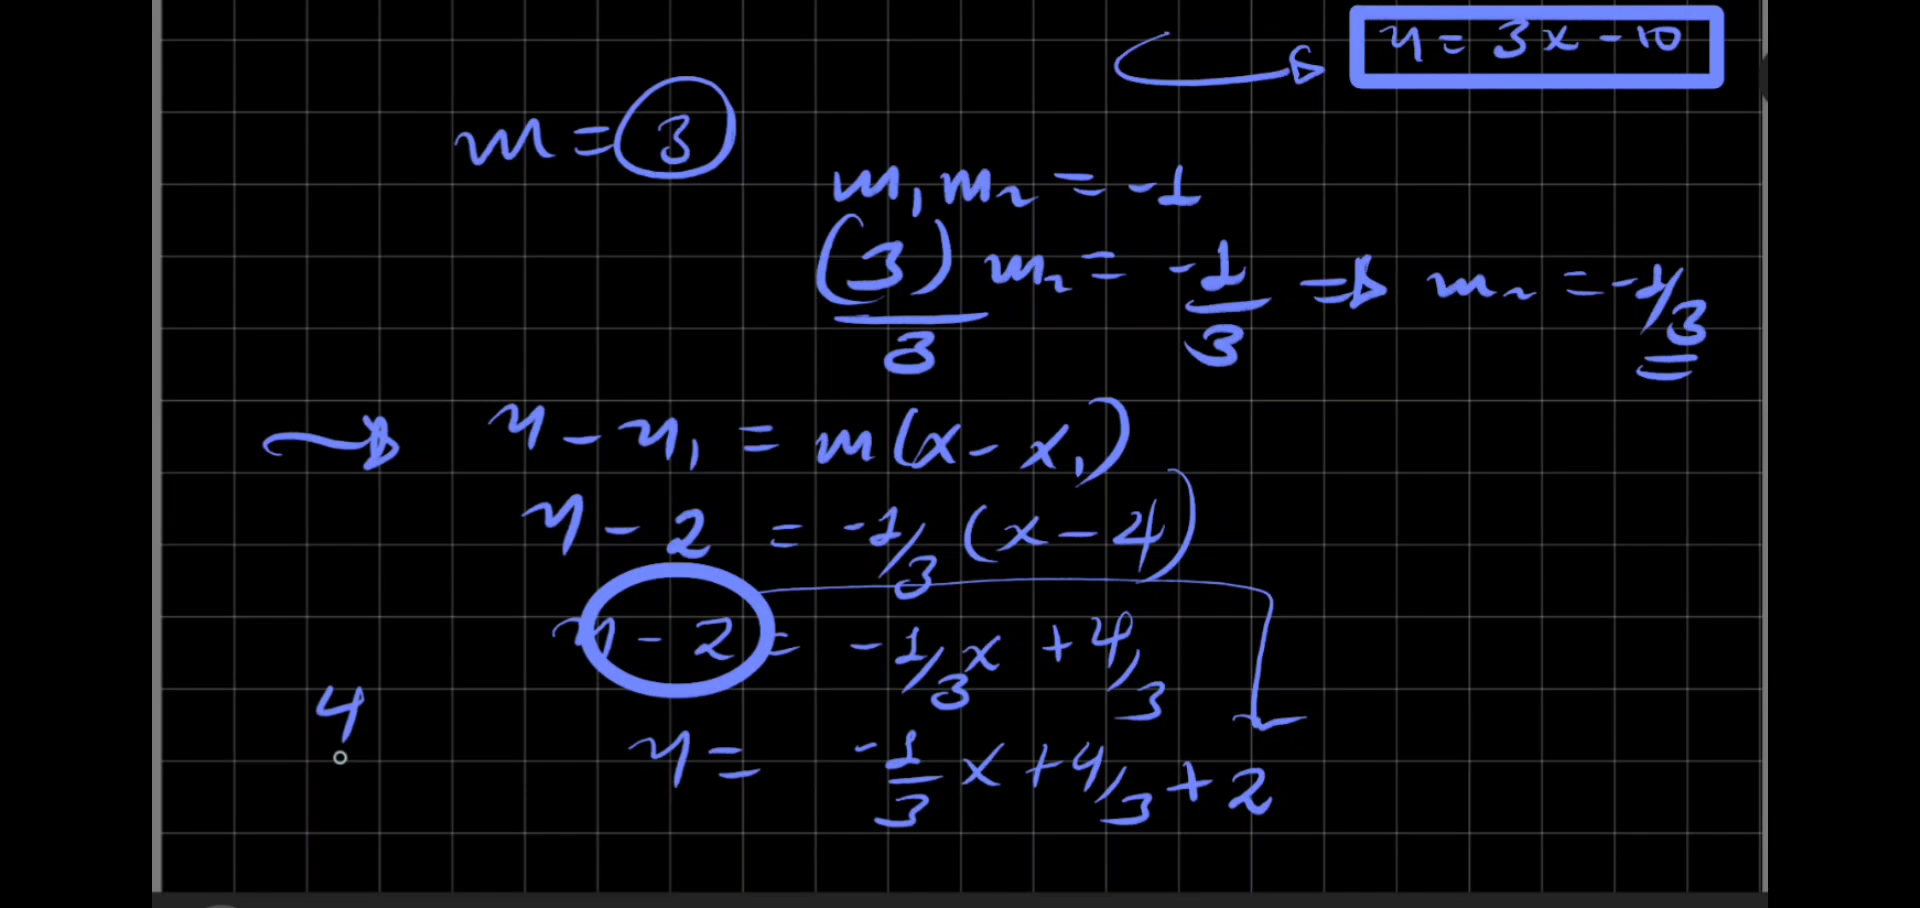 y = 3x - 10
m = 3
m₁m₂ = -1
(3)/3 m₂ = -1/3 ⇒ m₂ = -1/3
→ y - y₁ = m(x - x₁)
y - 2 = -1/3 (x - 4)
y - 2 = -1/3 x + 4/3
4
y = -1/3 x + 4/3 + 2